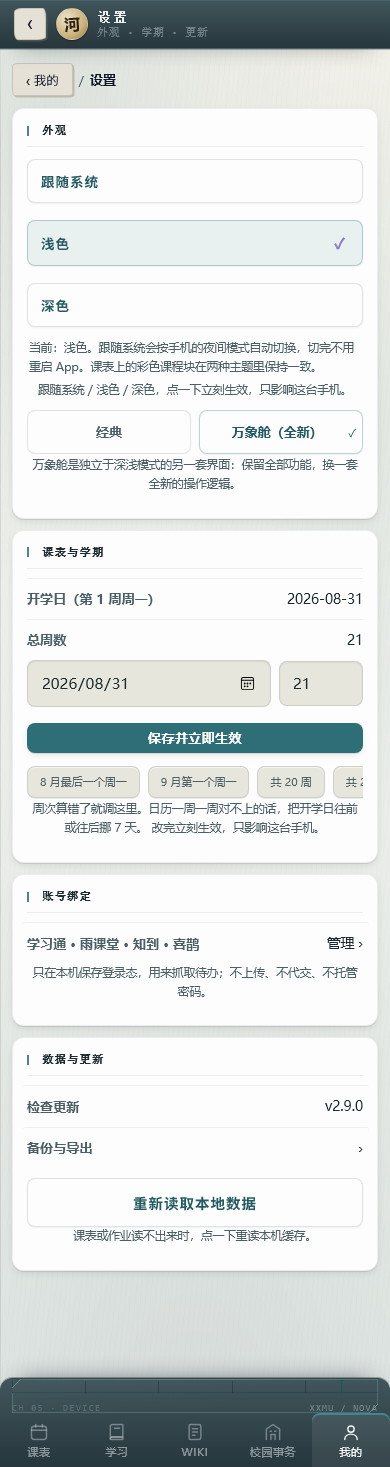 ‹
河
设置
外观 · 学期 · 更新
‹ 我的 / 设置
外观
跟随系统
浅色 ✓
深色
当前：浅色。跟随系统会按手机的夜间模式自动切换，切完不用
重启 App。课表上的彩色课程块在两种主题里保持一致。
跟随系统 / 浅色 / 深色，点一下立刻生效，只影响这台手机。
经典 万象舱（全新） ✓
万象舱是独立于深浅模式的另一套界面：保留全部功能，换一套
全新的操作逻辑。
课表与学期
开学日（第 1 周周一） 2026-08-31
总周数 21
2026/08/31 21
保存并立即生效
8 月最后一个周一 9 月第一个周一 共 20 周 共 2
周次算错了就调这里。日历一周一周对不上的话，把开学日往前
或往后挪 7 天。 改完立刻生效，只影响这台手机。
账号绑定
学习通 • 雨课堂 • 知到 • 喜鹊 管理 ›
只在本机保存登录态，用来抓取待办；不上传、不代交、不托管
密码。
数据与更新
检查更新 v2.9.0
备份与导出 ›
重新读取本地数据
课表或作业读不出来时，点一下重读本机缓存。
CH 05 · DEVICE XXMU / NOVA
课表 学习 WIKI 校园事务 我的